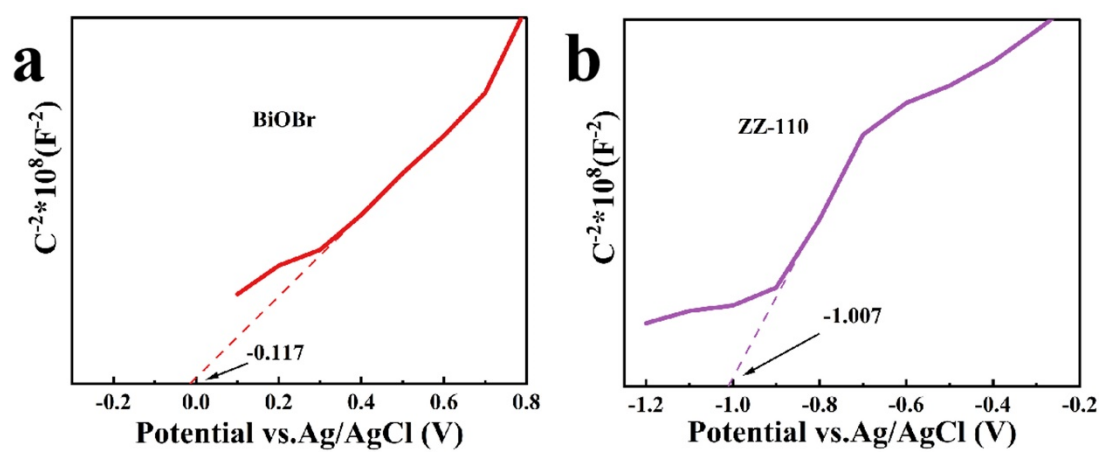 a
BiOBr
C⁻²*10⁸(F⁻²)
-0.117
-0.2 0.0 0.2 0.4 0.6 0.8
Potential vs.Ag/AgCl (V)
b
ZZ-110
C⁻²*10⁸(F⁻²)
-1.007
-1.2 -1.0 -0.8 -0.6 -0.4 -0.2
Potential vs.Ag/AgCl (V)